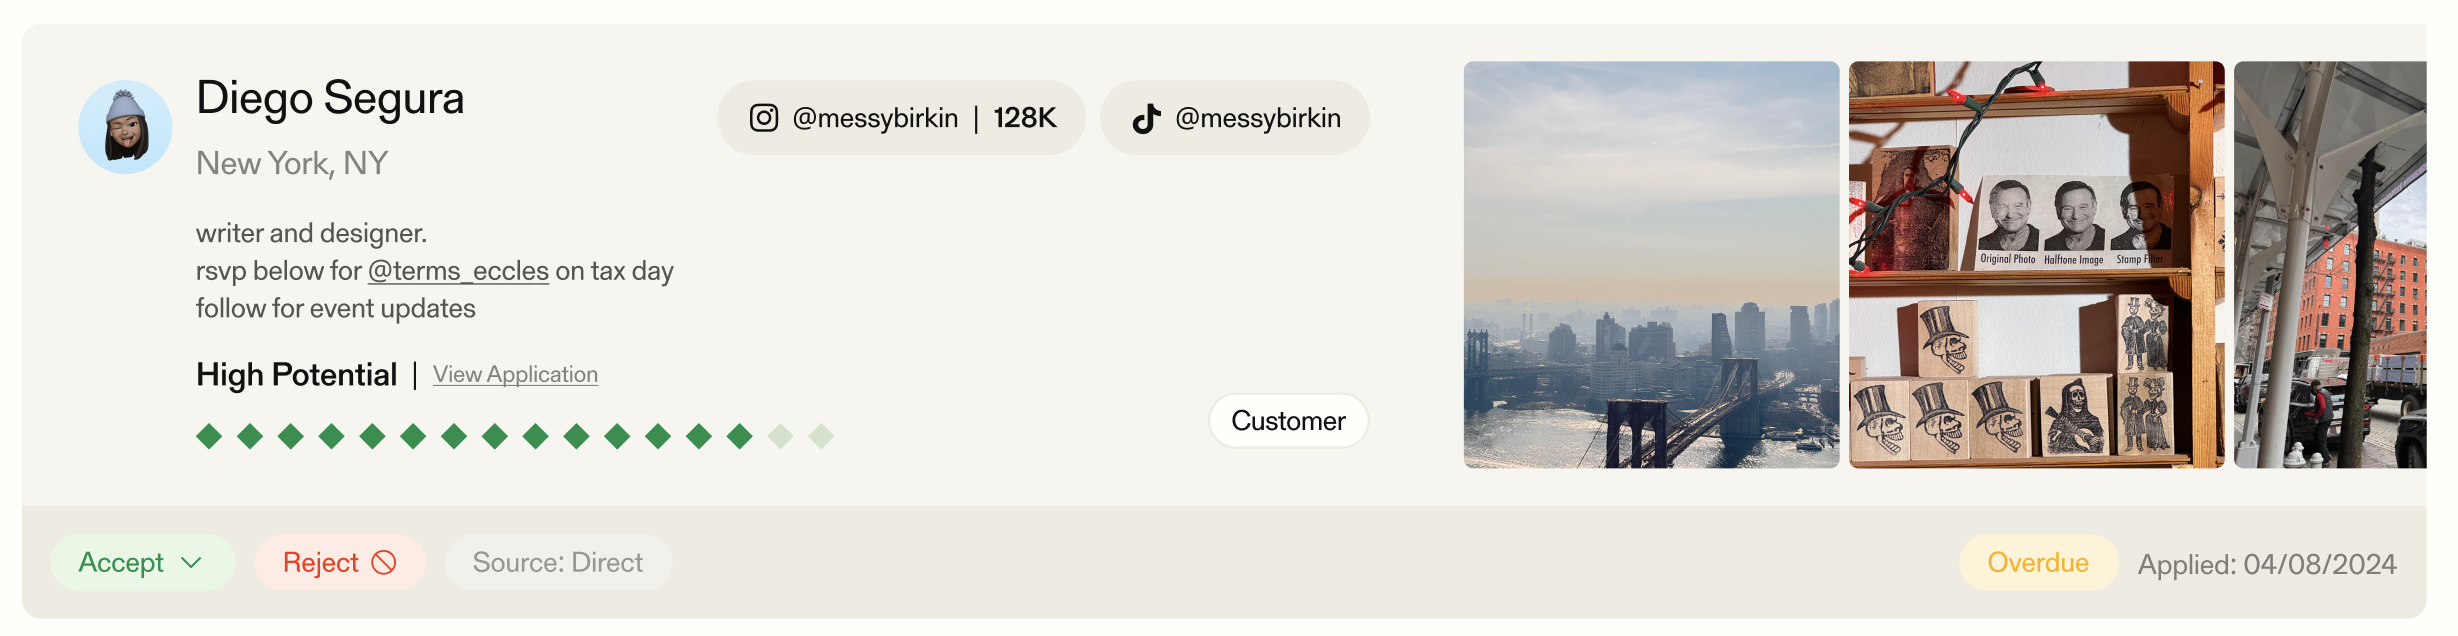 Diego Segura
New York, NY
@messybirkin | 128K
@messybirkin
writer and designer.
rsvp below for @terms_eccles on tax day
follow for event updates
High Potential | View Application
Customer
Original Photo Halftone Image Stamp Filter
Accept
Reject
Source: Direct
Overdue
Applied: 04/08/2024